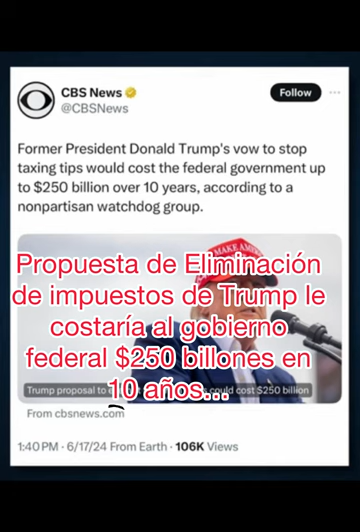 CBS News
Follow
@CBSNews
Former President Donald Trump's vow to stop
taxing tips would cost the federal government up
to $250 billion over 10 years, according to a
nonpartisan watchdog group.
MAKE AMER
Propuesta de Eliminación
de impuestos de Trump le
costaría al gobierno
federal $250 billones en
10 años...
Trump proposal to could cost $250 billion
From cbsnews.com
1:40 PM · 6/17/24 From Earth · 106K Views